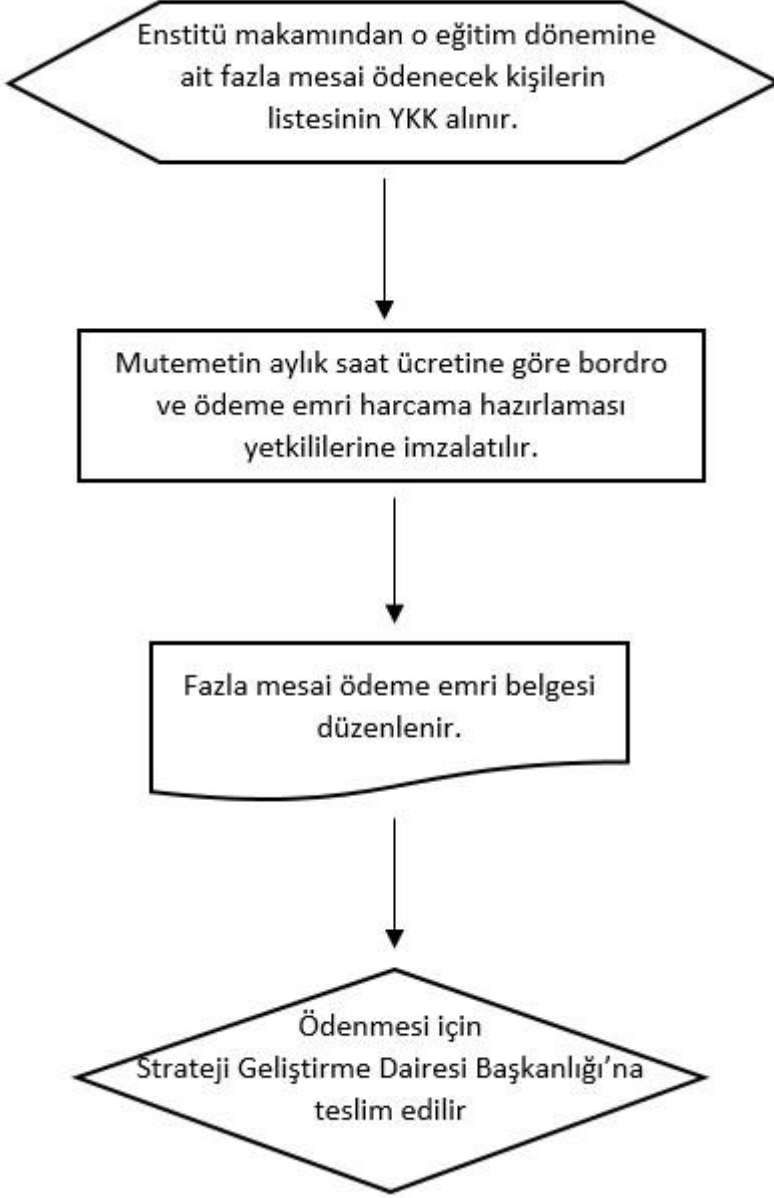 Enstitü makamından o eğitim dönemine
ait fazla mesai ödenecek kişilerin
listesinin YKK alınır.
Mutemetin aylık saat ücretine göre bordro
ve ödeme emri harcama hazırlaması
yetkililerine imzalatılır.
Fazla mesai ödeme emri belgesi
düzenlenir.
Ödenmesi için
Strateji Geliştirme Dairesi Başkanlığı’na
teslim edilir